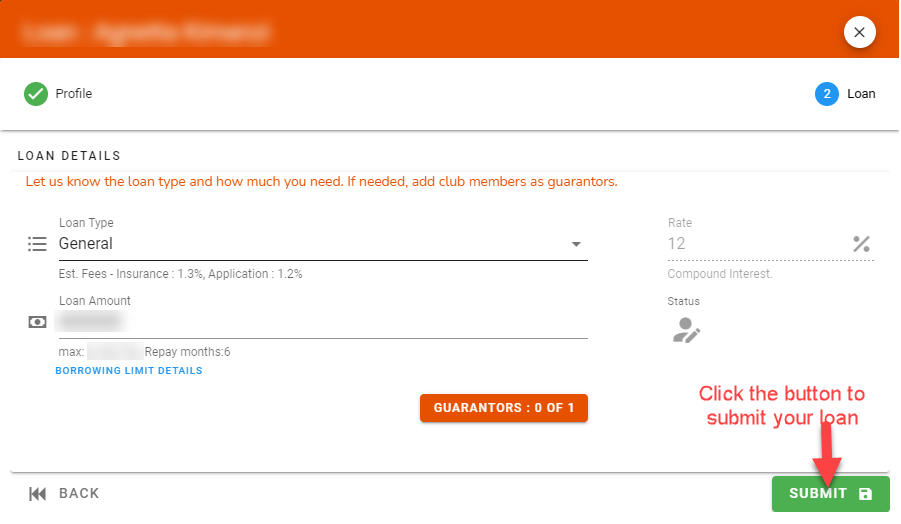 Profile
2
Loan
LOAN DETAILS
Let us know the loan type and how much you need. If needed, add club members as guarantors.
Loan Type
General
Rate
12
Est. Fees - Insurance : 1.3%, Application : 1.2%
Compound Interest.
Loan Amount
Status
max: Repay months:6
BORROWING LIMIT DETAILS
GUARANTORS : 0 OF 1
Click the button to
submit your loan
BACK
SUBMIT